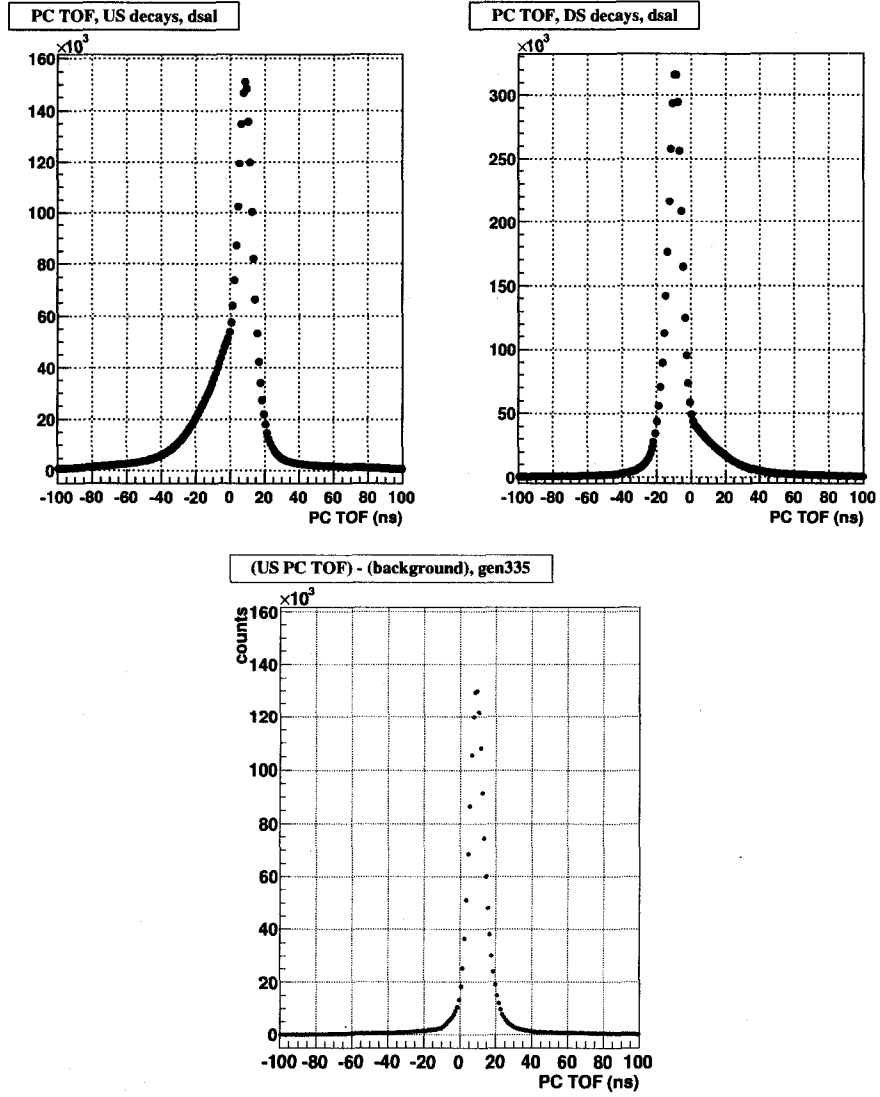 PC TOF, US decays, dsal
×10³
160
140
120
100
80
60
40
20
0
-100 -80 -60 -40 -20 0 20 40 60 80 100
PC TOF (ns)
PC TOF, DS decays, dsal
×10³
300
250
200
150
100
50
0
-100 -80 -60 -40 -20 0 20 40 60 80 100
PC TOF (ns)
(US PC TOF) - (background), gen335
×10³
counts
160
140
120
100
80
60
40
20
0
-100 -80 -60 -40 -20 0 20 40 60 80 100
PC TOF (ns)